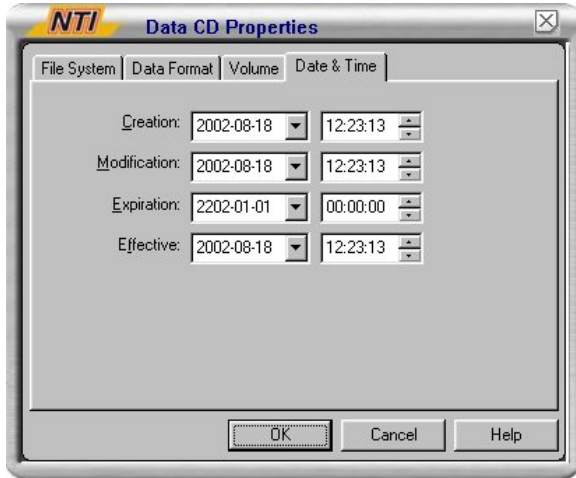 NTI Data CD Properties
File System Data Format Volume Date & Time
Creation: 2002-08-18 12:23:13
Modification: 2002-08-18 12:23:13
Expiration: 2202-01-01 00:00:00
Effective: 2002-08-18 12:23:13
OK Cancel Help